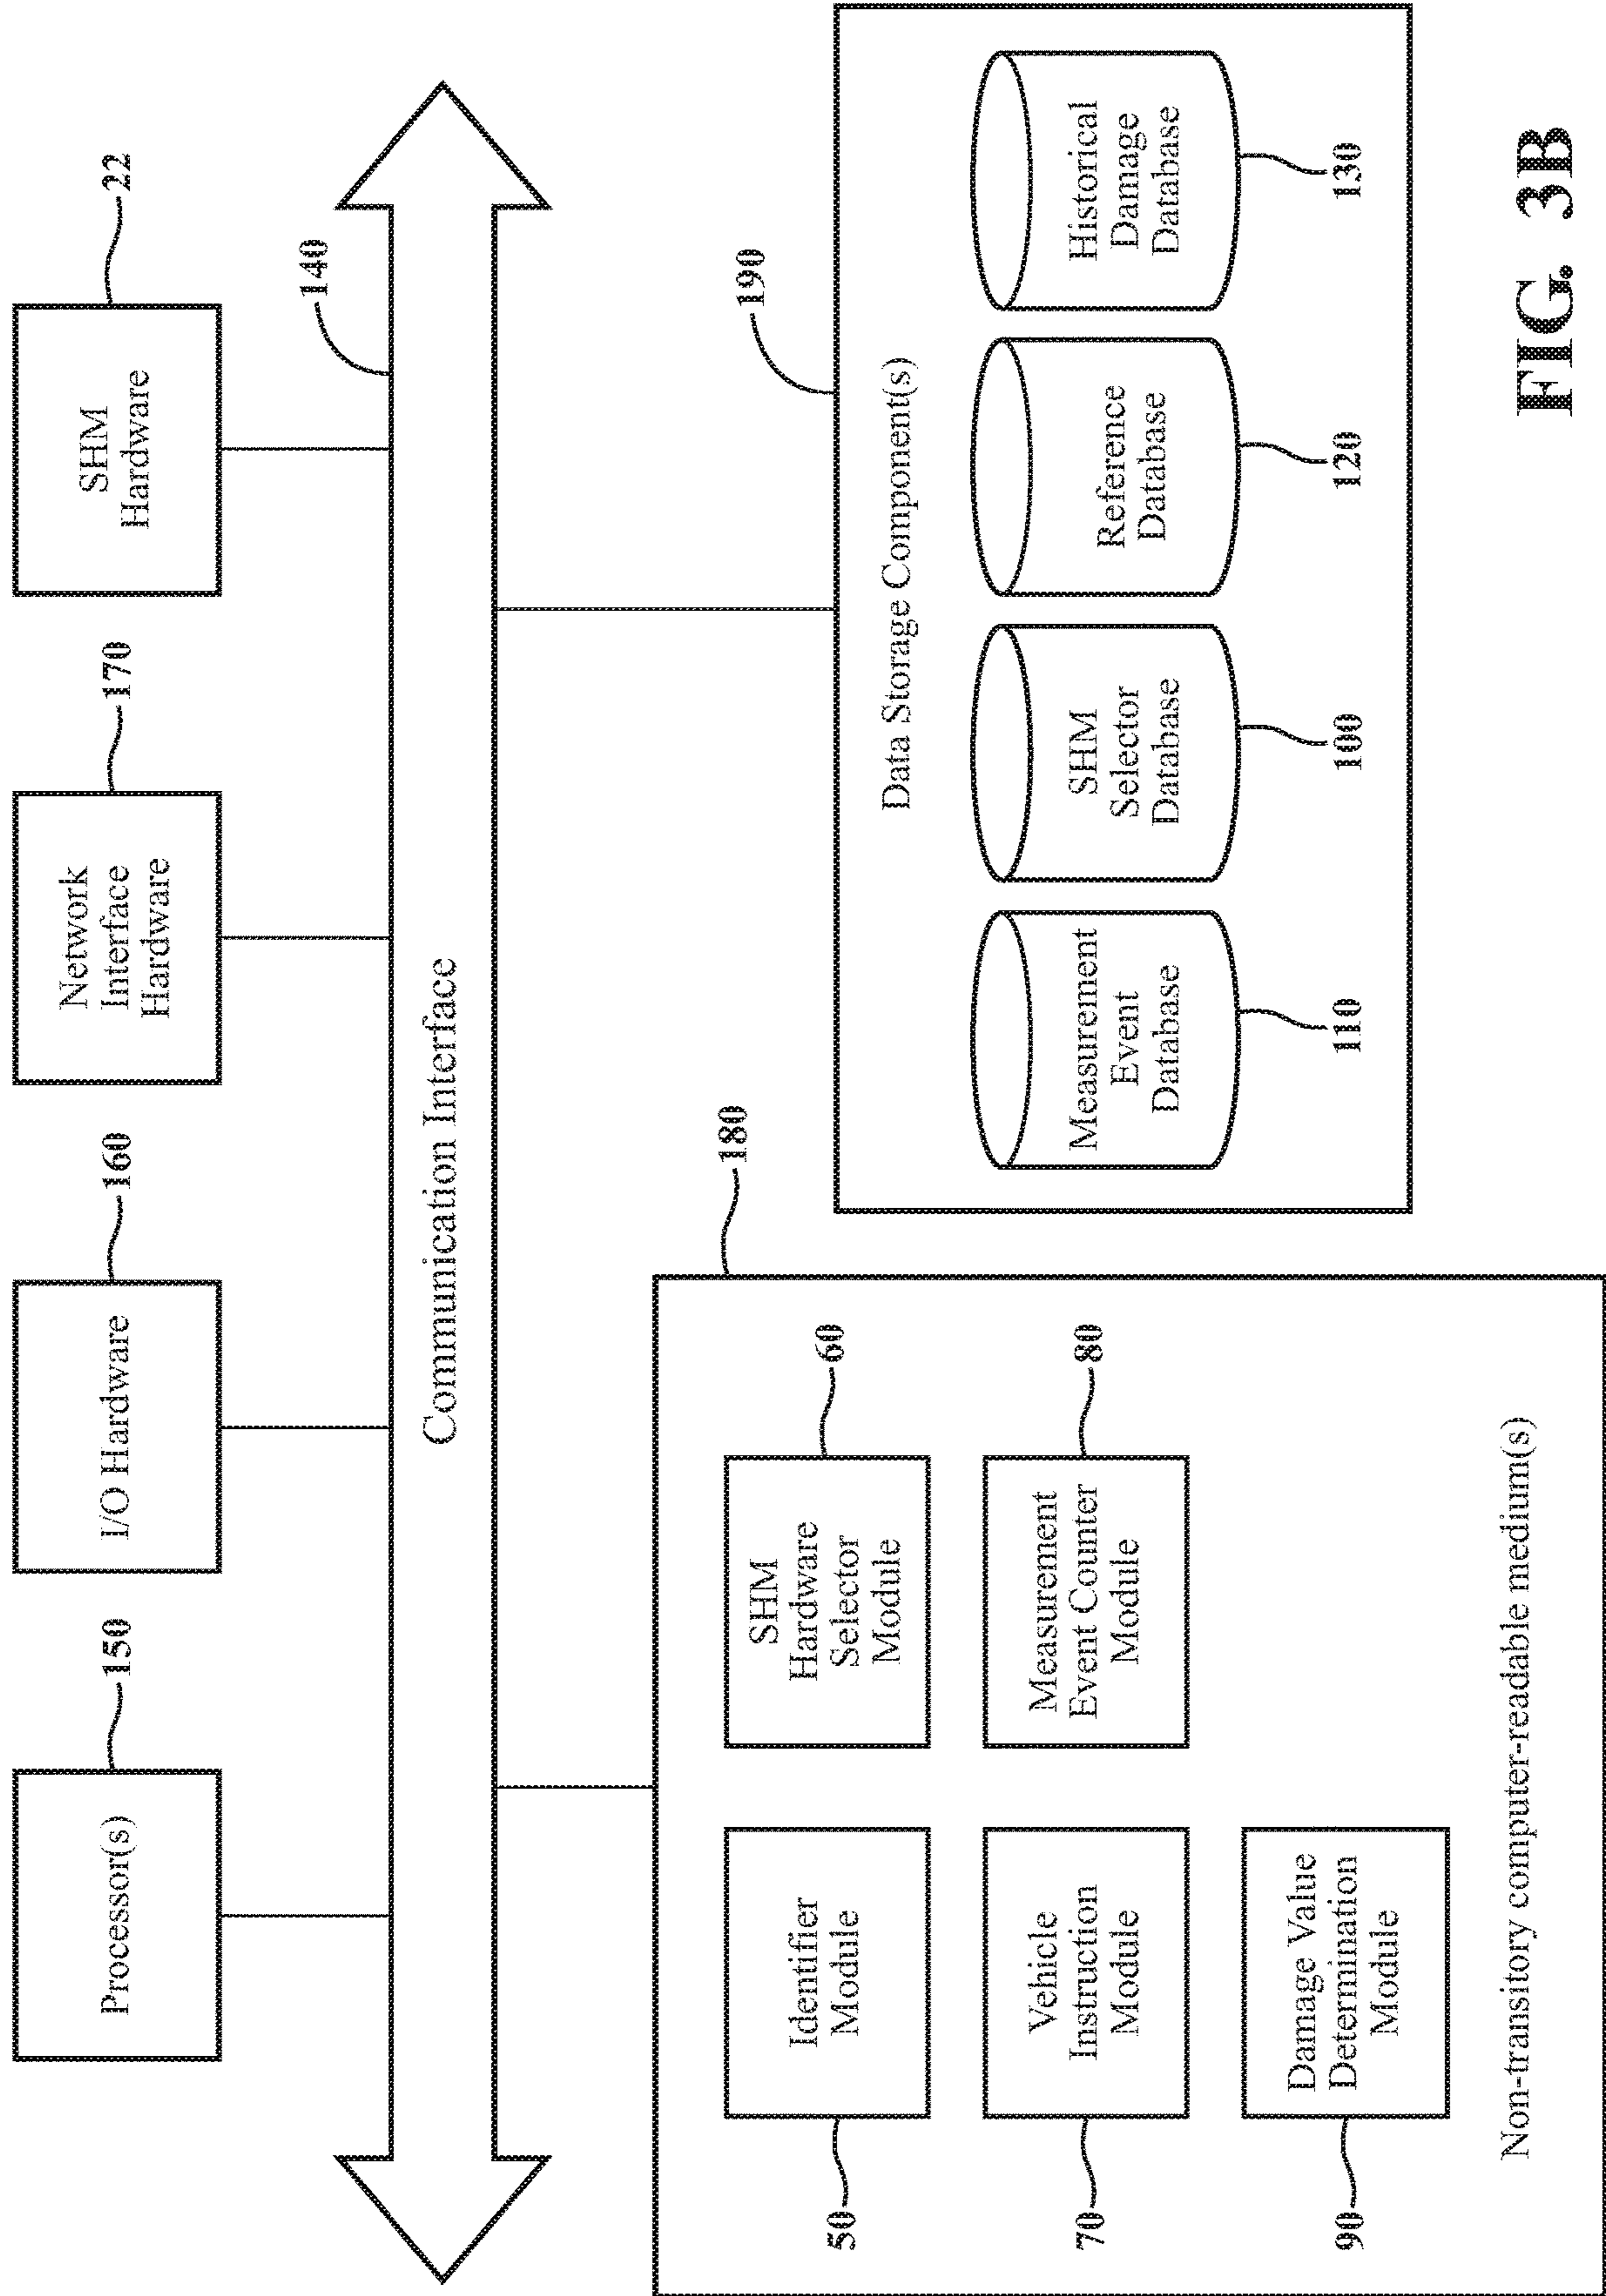 Processor(s)
150
I/O Hardware
160
Network
Interface
Hardware
170
SHM
Hardware
22
140
Communication Interface
180
Identifier
Module
50
SHM
Hardware
Selector
Module
60
Vehicle
Instruction
Module
70
Measurement
Event Counter
Module
80
Damage Value
Determination
Module
90
Non-transitory computer-readable medium(s)
190
Data Storage Component(s)
Measurement
Event
Database
110
SHM
Selector
Database
100
Reference
Database
120
Historical
Damage
Database
130
FIG. 3B